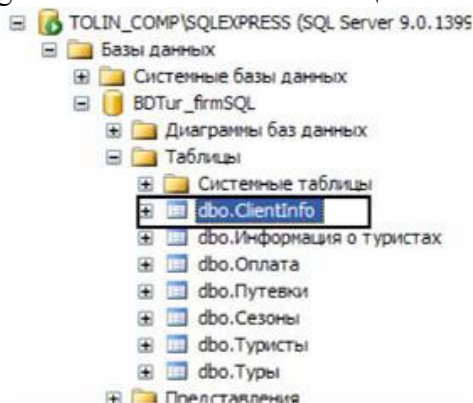 TOLIN_COMP\SQLEXPRESS (SQL Server 9.0.1395
Базы данных
Системные базы данных
BDTur_firmSQL
Диаграммы баз данных
Таблицы
Системные таблицы
dbo.ClientInfo
dbo.Информация о туристах
dbo.Оплата
dbo.Путевки
dbo.Сезоны
dbo.Туристы
dbo.Туры
Представления